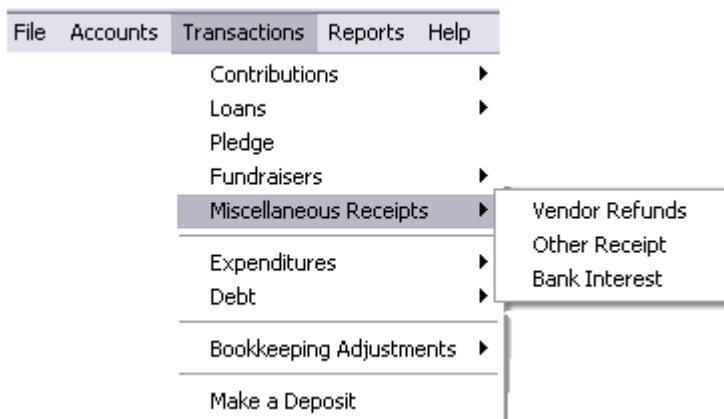 File Accounts Transactions Reports Help
Contributions
Loans
Pledge
Fundraisers
Miscellaneous Receipts
Vendor Refunds
Other Receipt
Bank Interest
Expenditures
Debt
Bookkeeping Adjustments
Make a Deposit